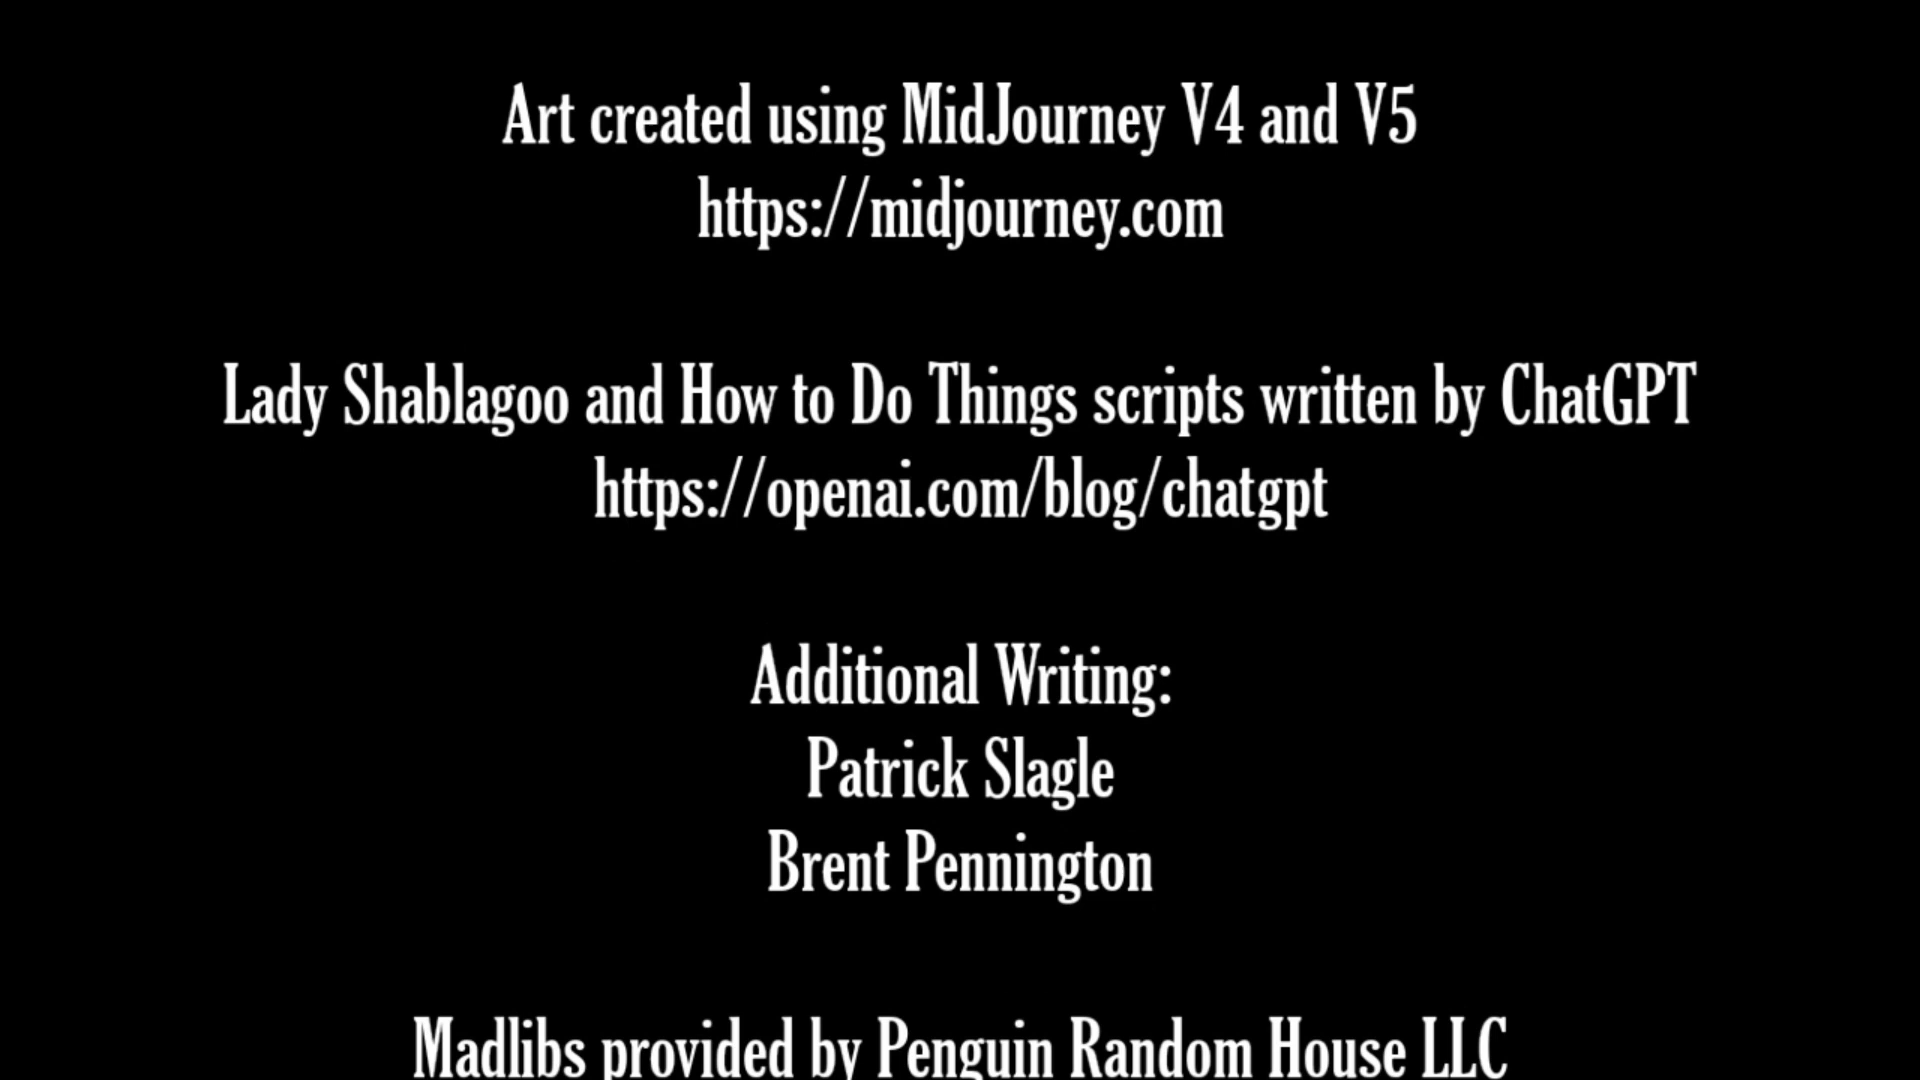 Art created using MidJourney V4 and V5
https://midjourney.com
Lady Shablagoo and How to Do Things scripts written by ChatGPT
https://openai.com/blog/chatgpt
Additional Writing:
Patrick Slagle
Brent Pennington
Madlibs provided by Penguin Random House LLC